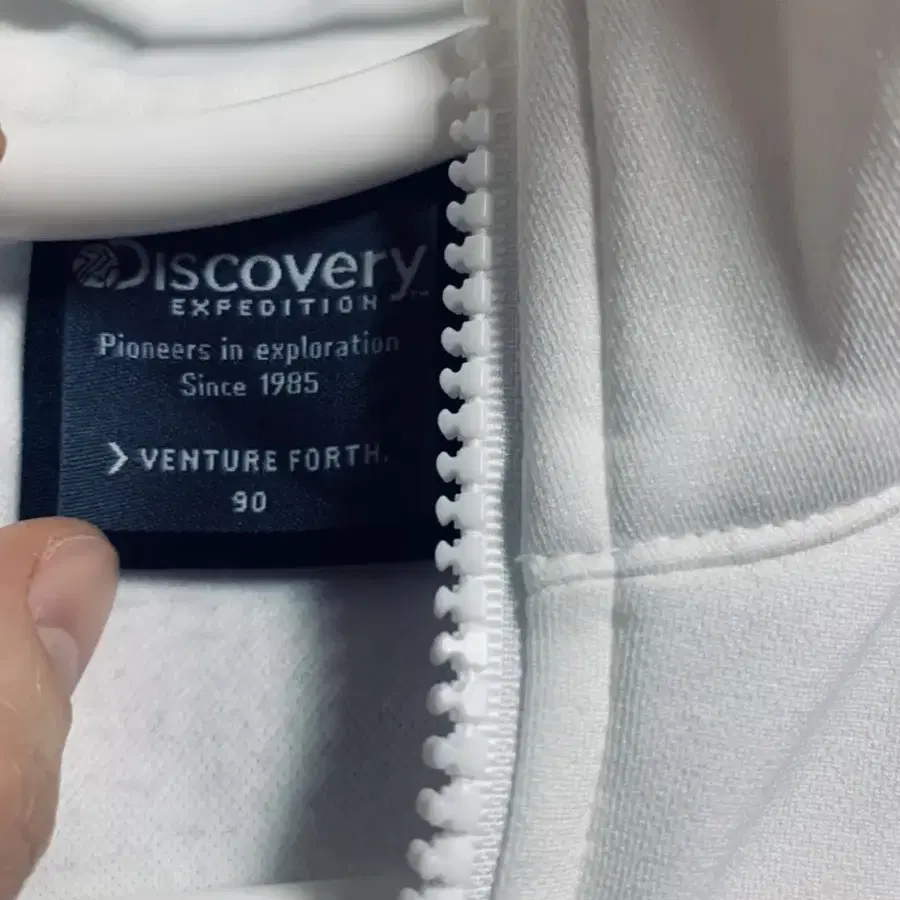 Discovery
EXPEDITION
Pioneers in exploration
Since 1985
VENTURE FORTH.
90